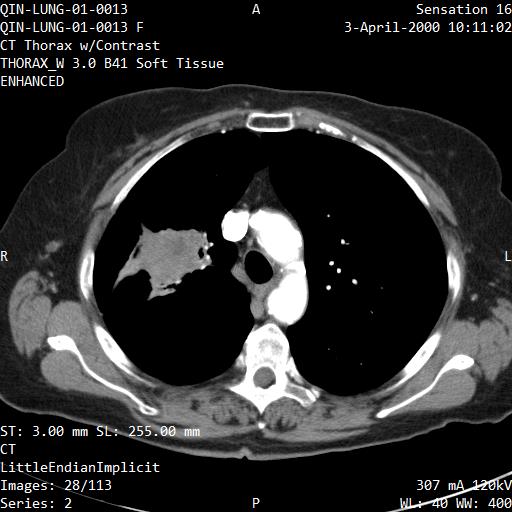 QIN-LUNG-01-0013
A
Sensation 16
QIN-LUNG-01-0013 F
3-April-2000 10:11:02
CT Thorax w/Contrast
THORAX_W 3.0 B41 Soft Tissue
ENHANCED
R
L
ST: 3.00 mm SL: 255.00 mm
CT
LittleEndianImplicit
Images: 28/113
307 mA 120kV
Series: 2
P
WL: 40 WW: 400